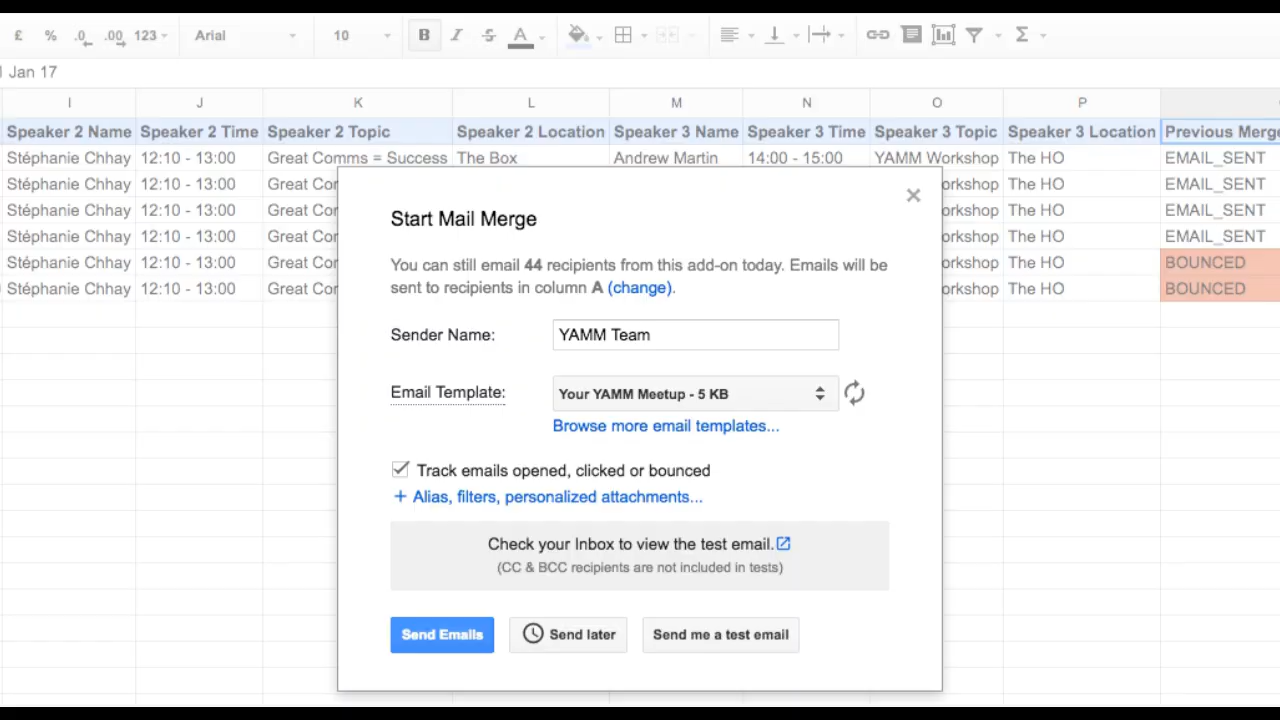 £ % .0 .00 123 Arial 10 B I S A Σ
Jan 17
I J K L M N O P
Speaker 2 Name Speaker 2 Time Speaker 2 Topic Speaker 2 Location Speaker 3 Name Speaker 3 Time Speaker 3 Topic Speaker 3 Location Previous Merge
Stéphanie Chhay 12:10 - 13:00 Great Comms = Success The Box Andrew Martin 14:00 - 15:00 YAMM Workshop The HO EMAIL_SENT
Stéphanie Chhay 12:10 - 13:00 Great Com orkshop The HO EMAIL_SENT
Stéphanie Chhay 12:10 - 13:00 Great Com orkshop The HO EMAIL_SENT
Stéphanie Chhay 12:10 - 13:00 Great Com orkshop The HO EMAIL_SENT
Stéphanie Chhay 12:10 - 13:00 Great Com orkshop The HO BOUNCED
Stéphanie Chhay 12:10 - 13:00 Great Com orkshop The HO BOUNCED
Start Mail Merge
You can still email 44 recipients from this add-on today. Emails will be
sent to recipients in column A (change).
Sender Name: YAMM Team
Email Template: Your YAMM Meetup - 5 KB
Browse more email templates...
Track emails opened, clicked or bounced
+ Alias, filters, personalized attachments...
Check your Inbox to view the test email.
(CC & BCC recipients are not included in tests)
Send Emails Send later Send me a test email